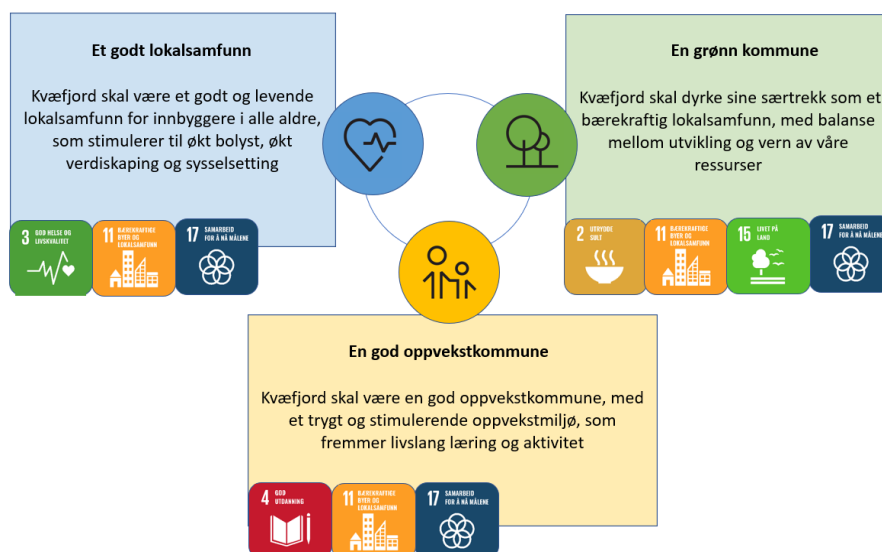 Et godt lokalsamfunn
Kvæfjord skal være et godt og levende
lokalsamfunn for innbyggere i alle aldre,
som stimulerer til økt bolyst, økt
verdiskaping og sysselsetting
3 GOD HELSE OG
LIVSKVALITET
11 BÆREKRAFTIGE
BYER OG
LOKALSAMFUNN
17 SAMARBEID
FOR Å NÅ MÅLENE
En grønn kommune
Kvæfjord skal dyrke sine særtrekk som et
bærekraftig lokalsamfunn, med balanse
mellom utvikling og vern av våre
ressurser
2 UTRYDDE
SULT
11 BÆREKRAFTIGE
BYER OG
LOKALSAMFUNN
15 LIVET PÅ
LAND
17 SAMARBEID
FOR Å NÅ MÅLENE
En god oppvekstkommune
Kvæfjord skal være en god oppvekstkommune, med
et trygt og stimulerende oppvekstmiljø, som
fremmer livslang læring og aktivitet
4 GOD
UTDANNING
11 BÆREKRAFTIGE
BYER OG
LOKALSAMFUNN
17 SAMARBEID
FOR Å NÅ MÅLENE